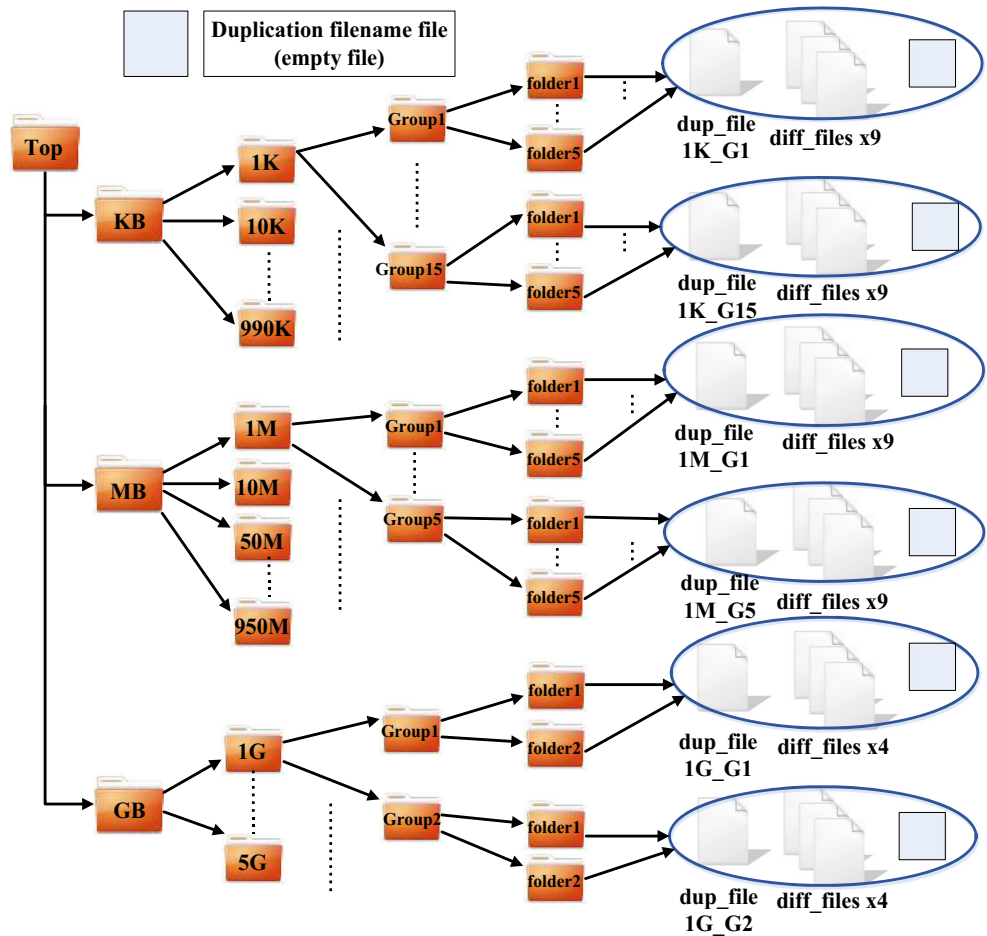 Duplication filename file
(empty file)
Top
KB
1K
10K
990K
Group1
Group15
folder1
folder5
folder1
folder5
dup_file
1K_G1
diff_files x9
dup_file
1K_G15
diff_files x9
MB
1M
10M
50M
950M
Group1
Group5
folder1
folder5
folder1
folder5
dup_file
1M_G1
diff_files x9
dup_file
1M_G5
diff_files x9
GB
1G
5G
Group1
Group2
folder1
folder2
folder1
folder2
dup_file
1G_G1
diff_files x4
dup_file
1G_G2
diff_files x4